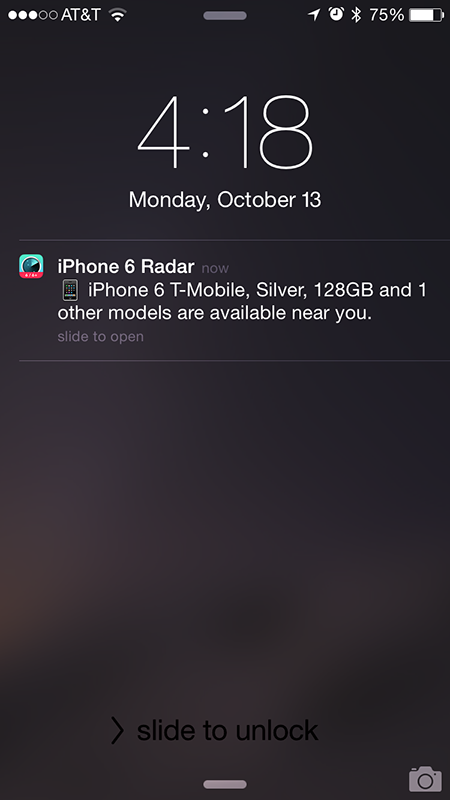 AT&T 75%
4:18
Monday, October 13
iPhone 6 Radar now
iPhone 6 T-Mobile, Silver, 128GB and 1
other models are available near you.
slide to open
slide to unlock